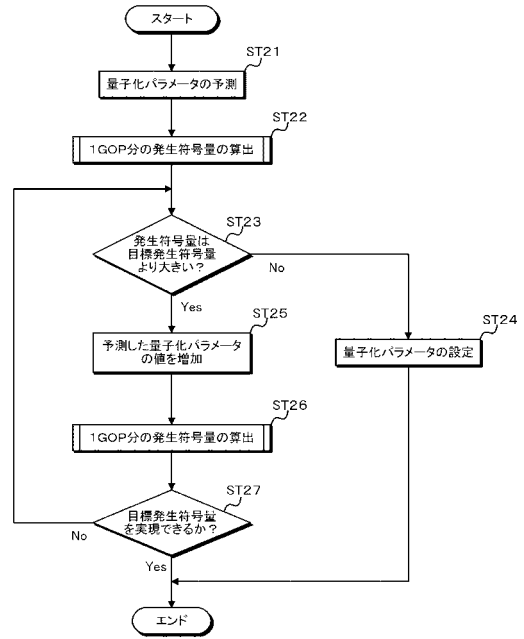 スタート
ST21
量子化パラメータの予測
ST22
1GOP分の発生符号量の算出
ST23
発生符号量は
目標発生符号量
より大きい?
No
Yes
ST25
予測した量子化パラメータ
の値を増加
ST24
量子化パラメータの設定
ST26
1GOP分の発生符号量の算出
ST27
目標発生符号量
を実現できるか?
No
Yes
エンド